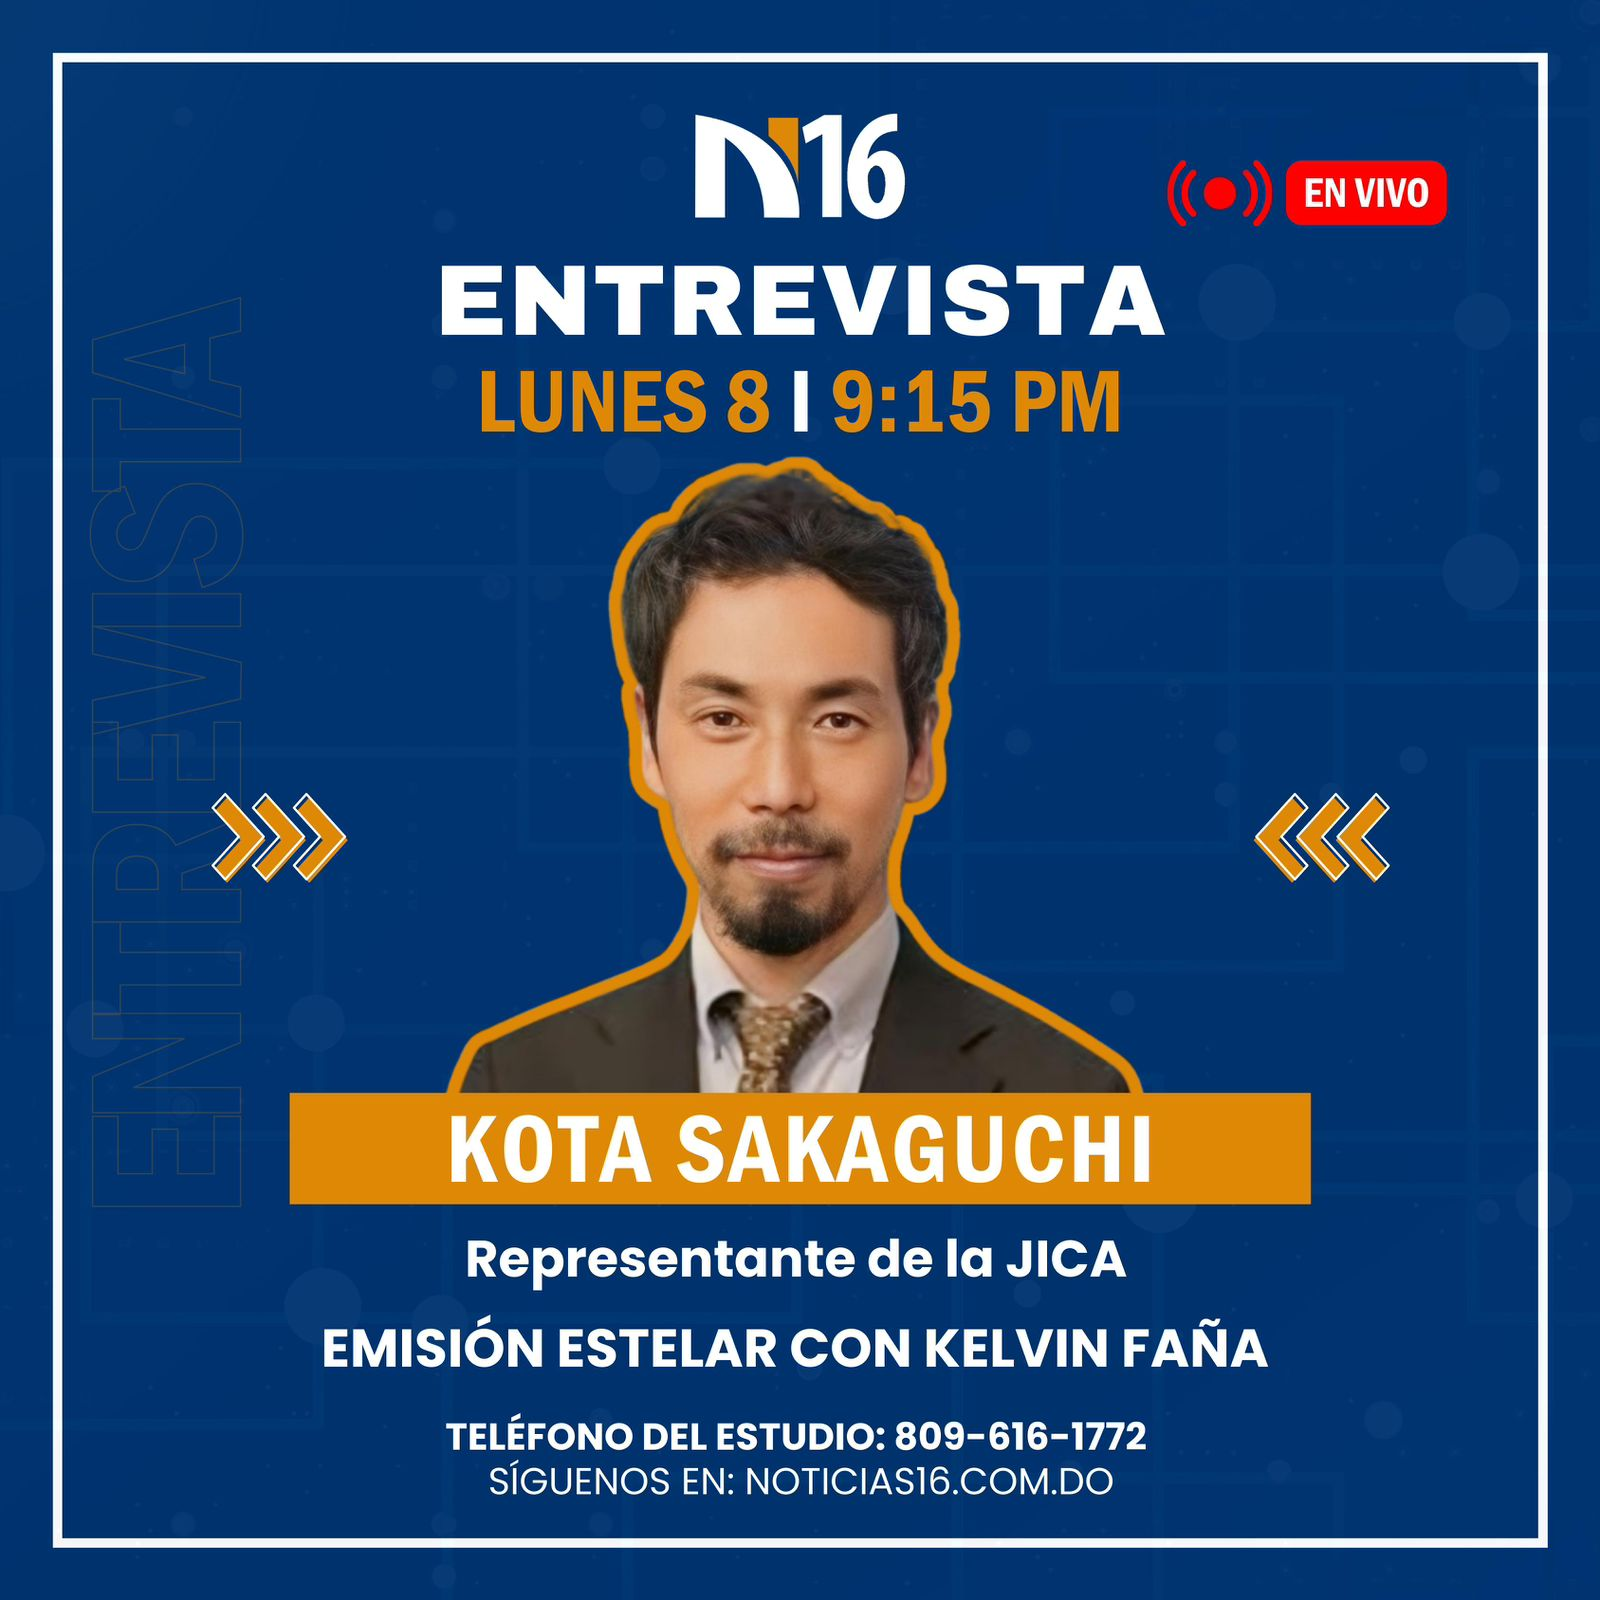 N16
EN VIVO
ENTREVISTA
LUNES 8 | 9:15 PM
ENTREVISTA
KOTA SAKAGUCHI
Representante de la JICA
EMISIÓN ESTELAR CON KELVIN FAÑA
TELÉFONO DEL ESTUDIO: 809-616-1772
SÍGUENOS EN: NOTICIAS16.COM.DO